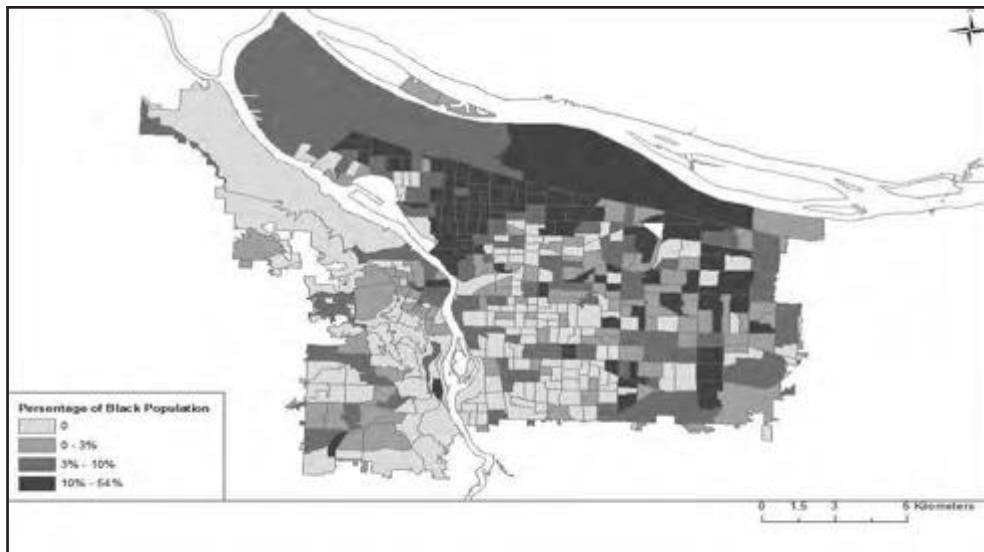 Persentage of Black Population
0
0 - 3%
3% - 10%
10% - 54%
0 1.5 3 6 Kilometers